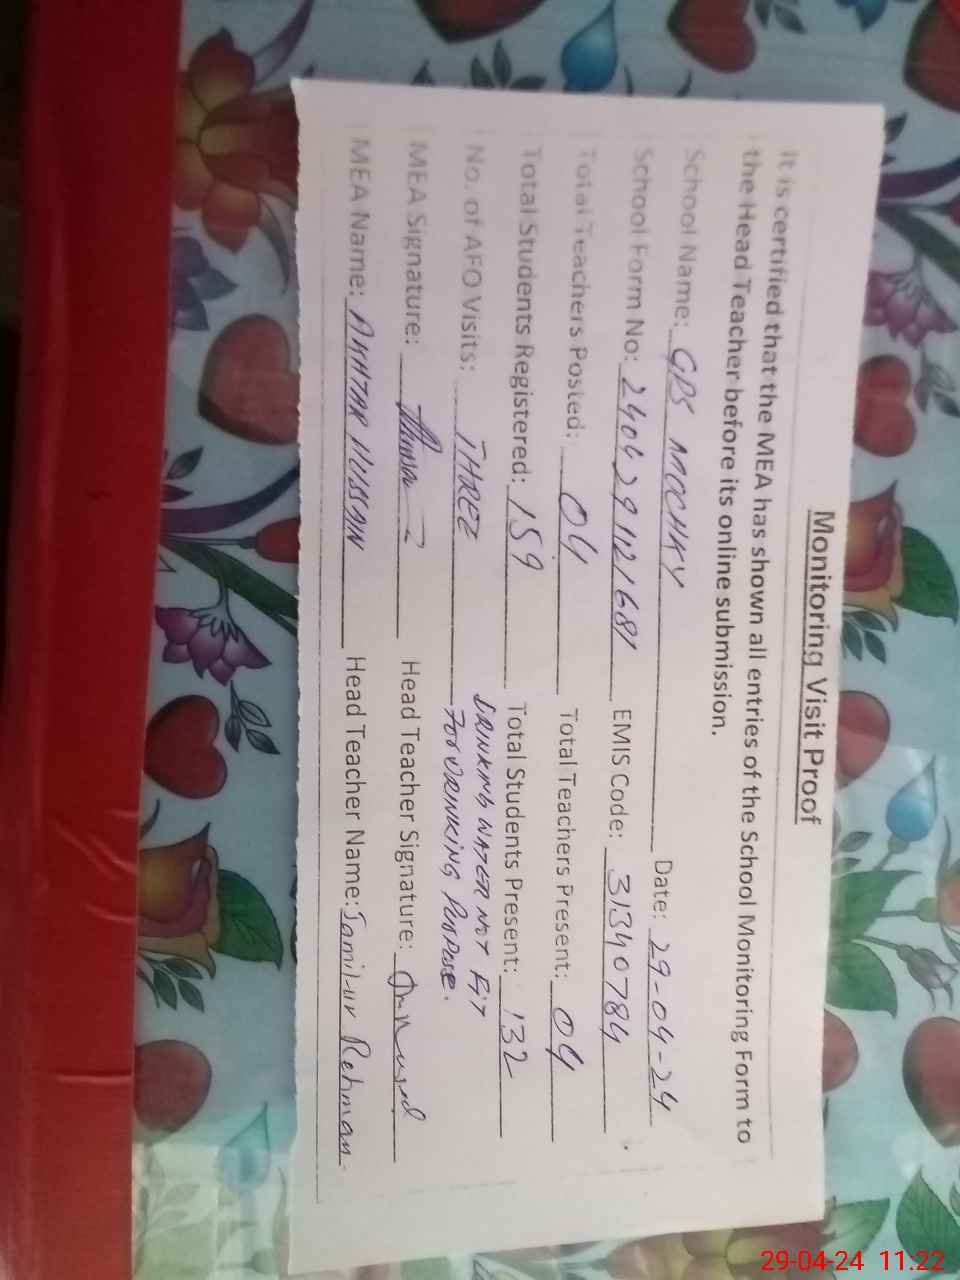 Monitoring Visit Proof
It is certified that the MEA has shown all entries of the School Monitoring Form to
the Head Teacher before its online submission.
School Name: GPS MOCHKY Date: 29-04-24
School Form No: EMIS Code: 31340784
Total Teachers Posted: 04 Total Teachers Present: 04
Total Students Registered: 159 Total Students Present: 132
No. of AFO Visits: THREE DRINKING WATER NOT FIT
FOR DRINKING PURPOSE.
MEA Signature: Head Teacher Signature:
MEA Name: AKHTAR HUSSAIN Head Teacher Name: Jamil-ur Rehman
29-04-24 11:22